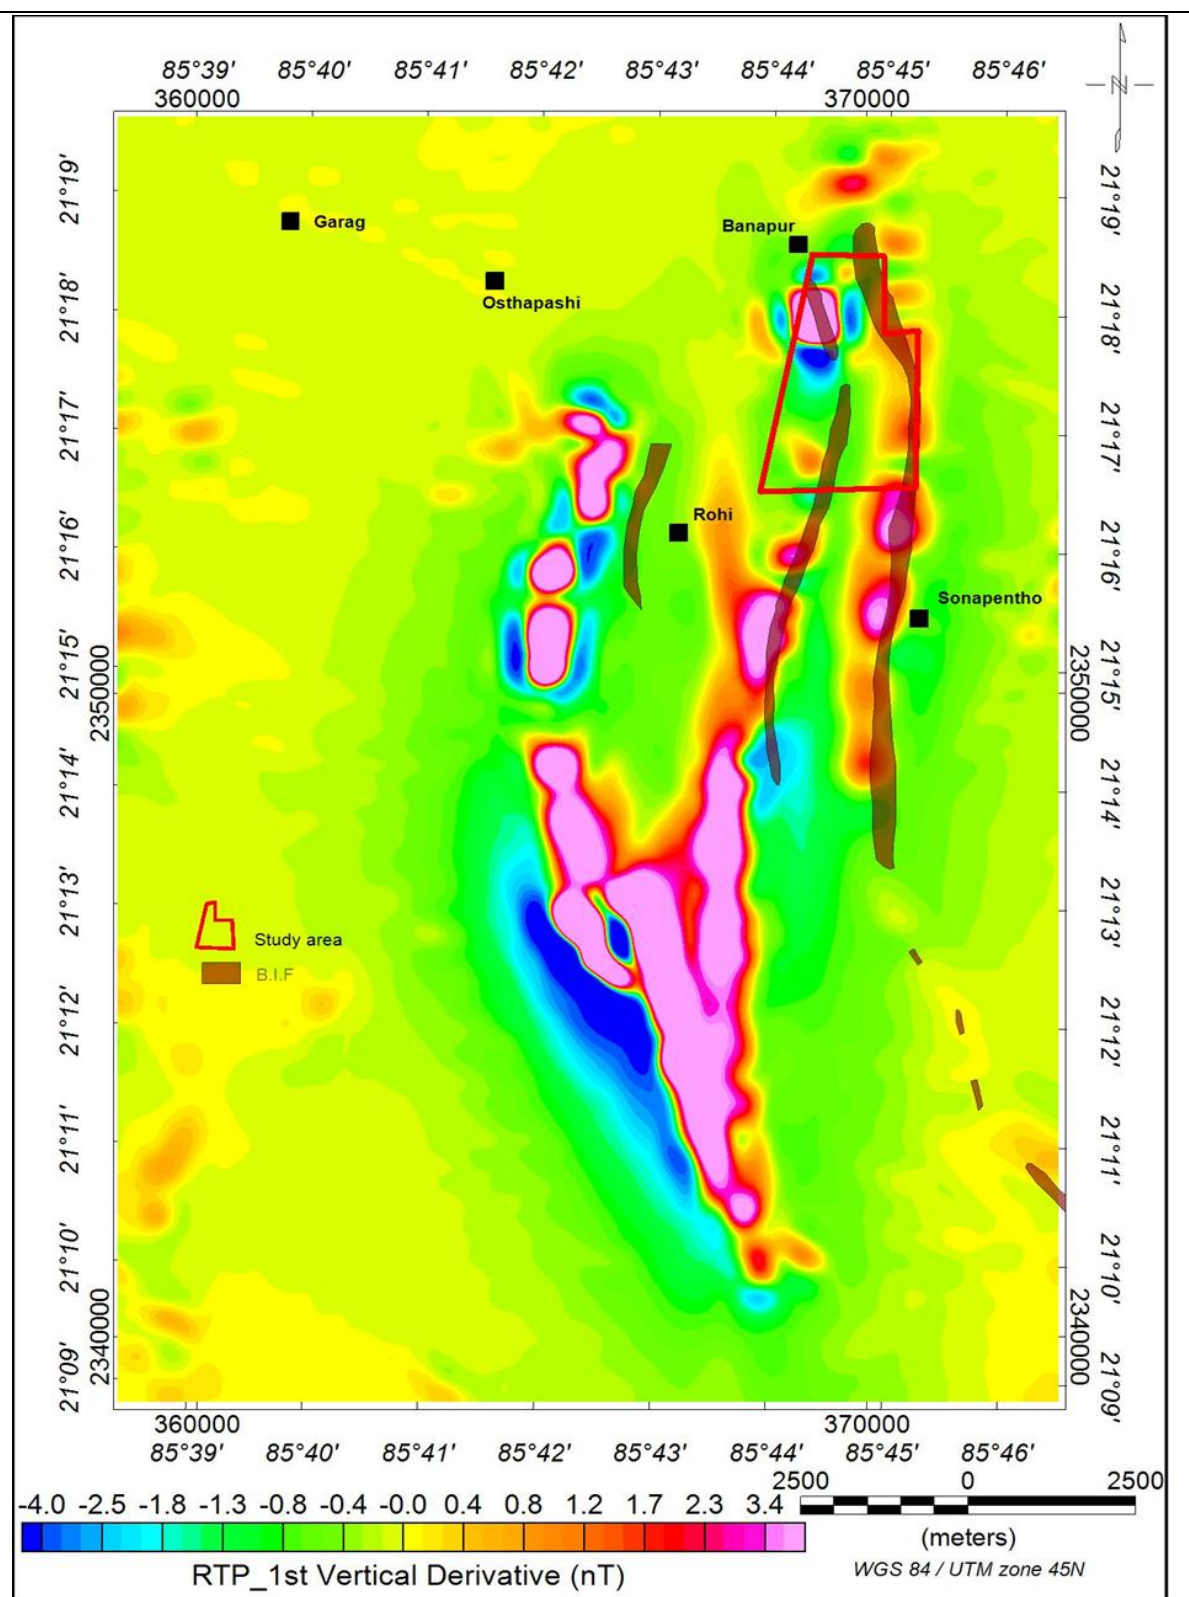 85°39' 85°40' 85°41' 85°42' 85°43' 85°44' 85°45' 85°46'
360000 370000
N
21°19'
21°18'
21°17'
21°16'
21°15'
2350000
21°14'
21°13'
21°12'
21°11'
21°10'
2340000
21°09'
Garag
Osthapashi
Banapur
Rohi
Sonapentho
Study area
B.I.F
21°19'
21°18'
21°17'
21°16'
21°15'
2350000
21°14'
21°13'
21°12'
21°11'
21°10'
2340000
21°09'
360000 370000
85°39' 85°40' 85°41' 85°42' 85°43' 85°44' 85°45' 85°46'
2500 0 2500
-4.0 -2.5 -1.8 -1.3 -0.8 -0.4 -0.0 0.4 0.8 1.2 1.7 2.3 3.4
(meters)
RTP_1st Vertical Derivative (nT)
WGS 84 / UTM zone 45N